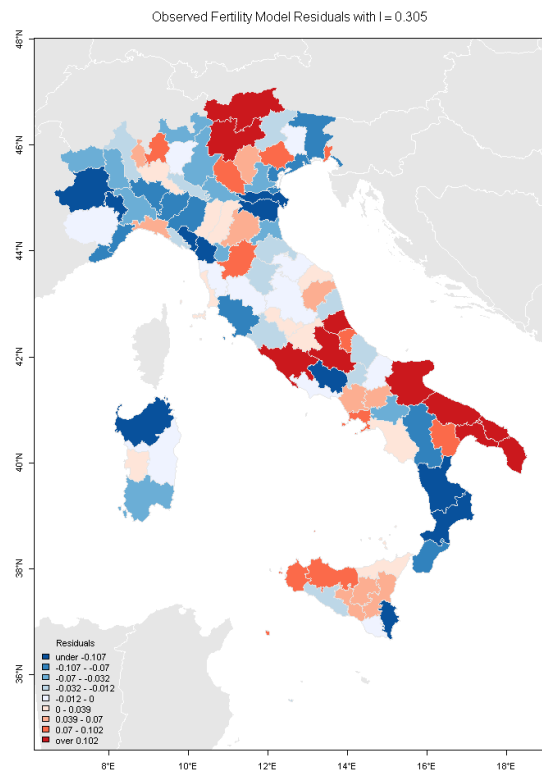 Observed Fertility Model Residuals with I = 0.305
48°N
46°N
44°N
42°N
40°N
38°N
36°N
Residuals
under -0.107
-0.107 - -0.07
-0.07 - -0.032
-0.032 - -0.012
-0.012 - 0
0 - 0.039
0.039 - 0.07
0.07 - 0.102
over 0.102
8°E
10°E
12°E
14°E
16°E
18°E